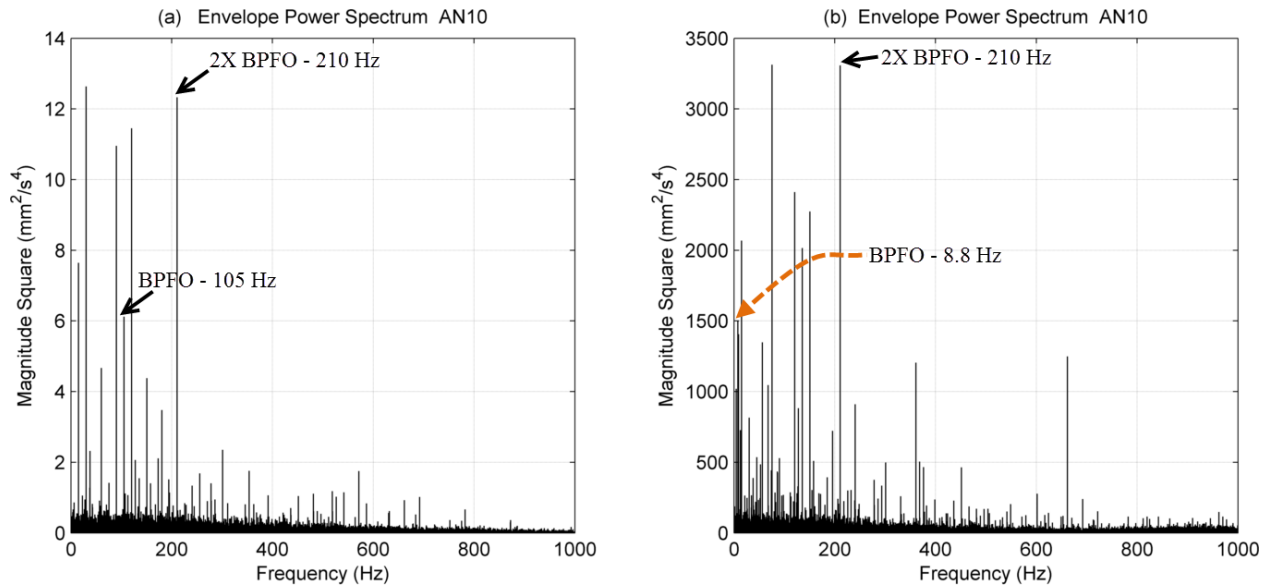 (a)   Envelope Power Spectrum  AN10
14
12
10
8
6
4
2
0
Magnitude Square (mm²/s⁴)
2X BPFO - 210 Hz
BPFO - 105 Hz
0 200 400 600 800 1000
Frequency (Hz)
(b)   Envelope Power Spectrum  AN10
3500
3000
2500
2000
1500
1000
500
0
Magnitude Square (mm²/s⁴)
2X BPFO - 210 Hz
BPFO - 8.8 Hz
0 200 400 600 800 1000
Frequency (Hz)